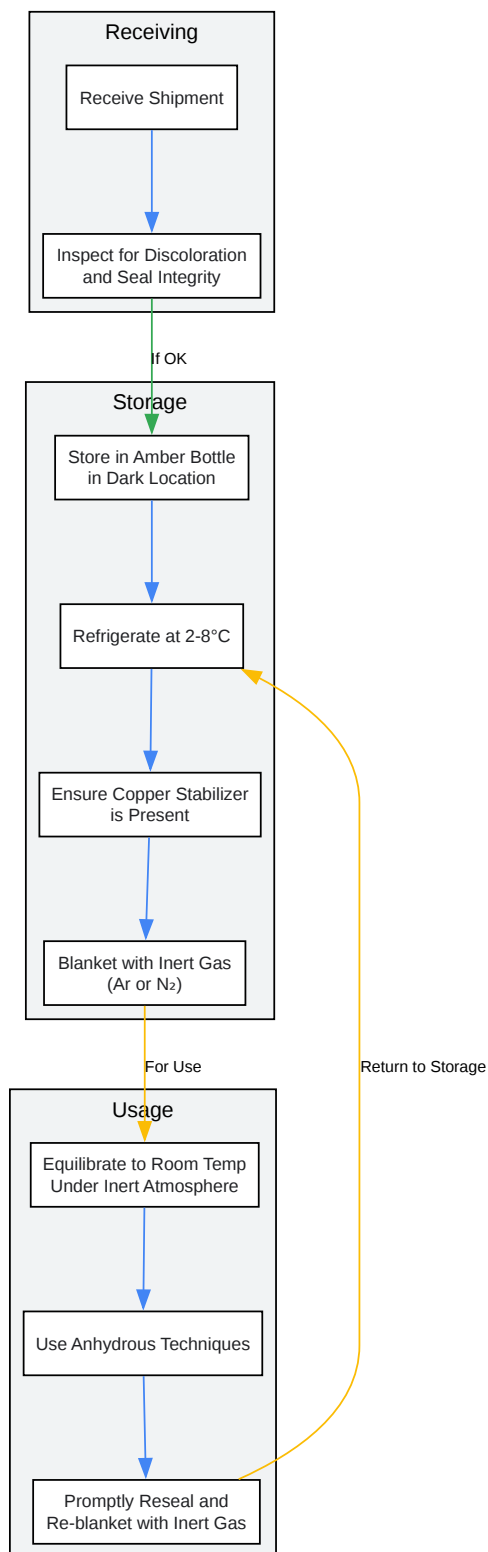 Receiving
Receive Shipment
Inspect for Discoloration
and Seal Integrity
If OK
Storage
Store in Amber Bottle
in Dark Location
Refrigerate at 2-8°C
Ensure Copper Stabilizer
is Present
Blanket with Inert Gas
(Ar or N₂)
For Use
Return to Storage
Usage
Equilibrate to Room Temp
Under Inert Atmosphere
Use Anhydrous Techniques
Promptly Reseal and
Re-blanket with Inert Gas